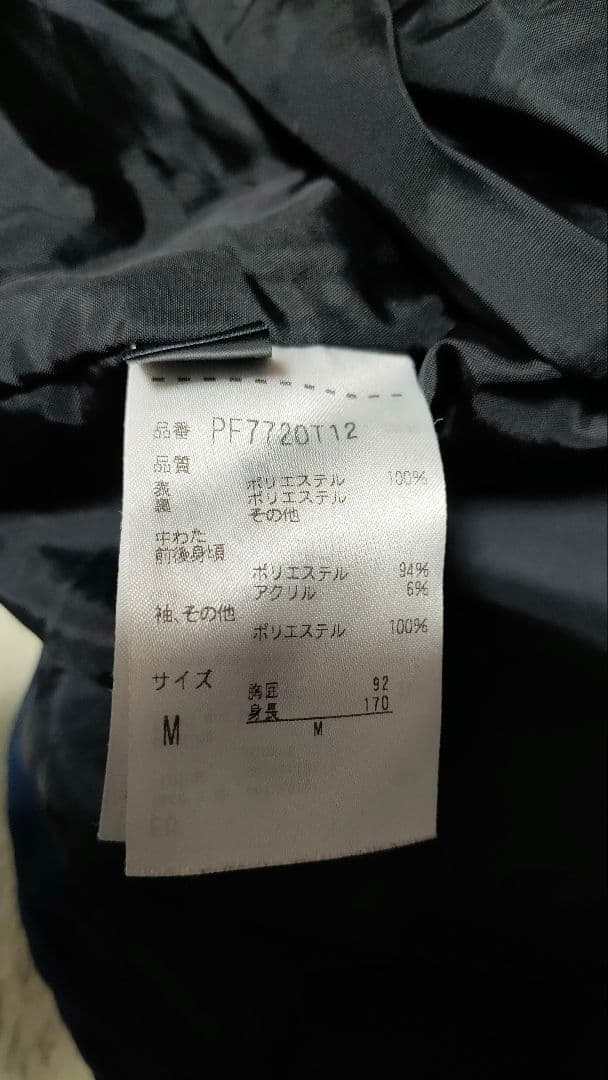 品番 PF7720T12
品質
表 ポリエステル 100%
裏 ポリエステル
その他
中わた
前後身頃
ポリエステル 94%
アクリル 6%
袖、その他
ポリエステル 100%
サイズ 胸囲 92
身長 170
M M